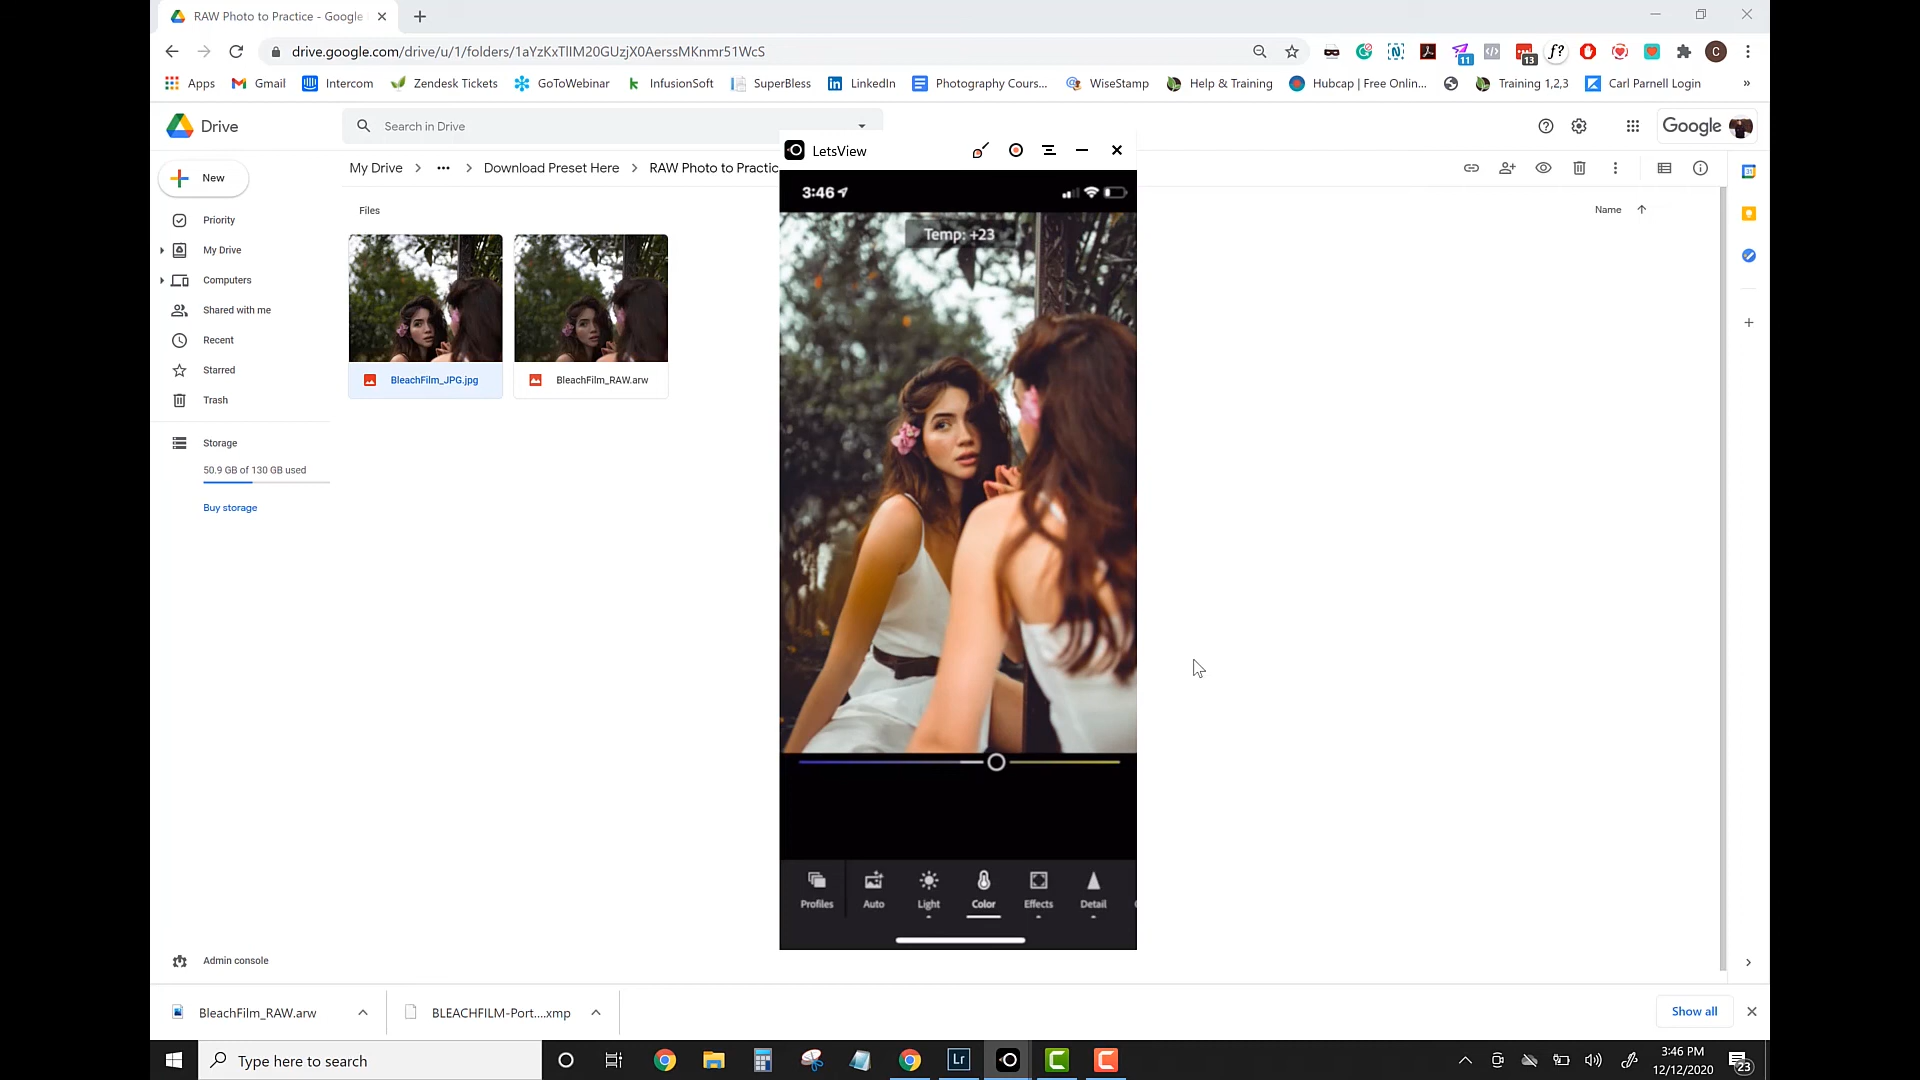 RAW Photo to Practice - Google
drive.google.com/drive/u/1/folders/1aYzKxTlIM20GUzjX0AerssMKnmr51WcS
11
13
f?
C
Apps
Gmail
Intercom
Zendesk Tickets
GoToWebinar
InfusionSoft
SuperBless
LinkedIn
Photography Cours...
WiseStamp
Help & Training
Hubcap | Free Onlin...
Training 1,2,3
Carl Parnell Login
»
Drive
Search in Drive
Google
LetsView
New
My Drive
Download Preset Here
RAW Photo to Practic
3:46
Priority
Files
Name
Temp: +23
My Drive
Computers
Shared with me
Recent
Starred
BleachFilm_JPG.jpg
BleachFilm_RAW.arw
Trash
Storage
50.9 GB of 130 GB used
Buy storage
Profiles
Auto
Light
Color
Effects
Detail
Admin console
BleachFilm_RAW.arw
BLEACHFILM-Port....xmp
Show all
Type here to search
Lr
3:46 PM
12/12/2020
23